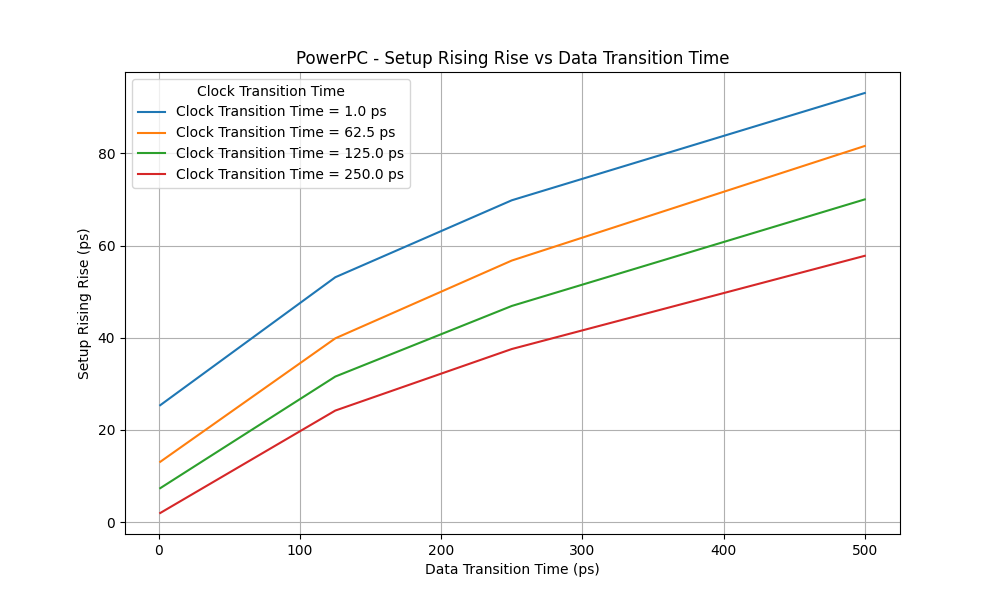 PowerPC - Setup Rising Rise vs Data Transition Time
Clock Transition Time
Clock Transition Time = 1.0 ps
Clock Transition Time = 62.5 ps
Clock Transition Time = 125.0 ps
Clock Transition Time = 250.0 ps
Setup Rising Rise (ps)
80
60
40
20
0
0 100 200 300 400 500
Data Transition Time (ps)